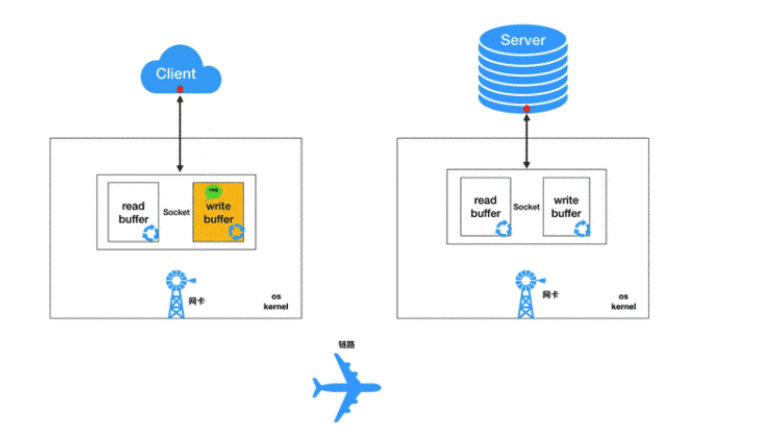 Client
Server
read
buffer
Socket
write
buffer
read
buffer
Socket
write
buffer
网卡
os
kernel
网卡
os
kernel
链路